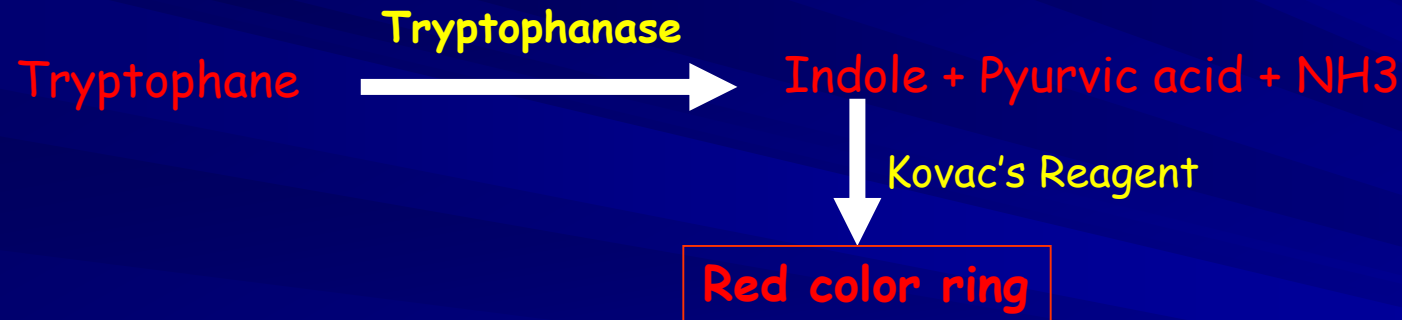 Tryptophanase
Tryptophane
Indole + Pyurvic acid + NH3
Kovac's Reagent
Red color ring